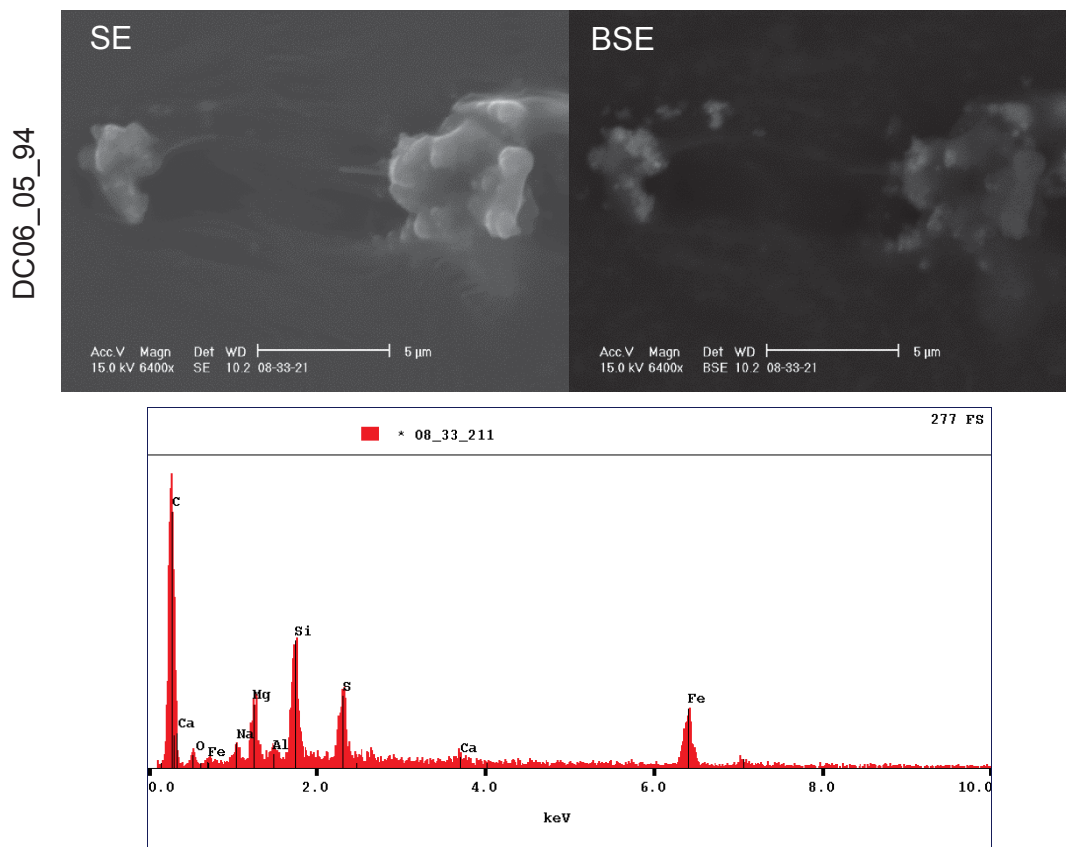 SE
BSE
DC06_05_94
Acc.V Magn Det WD 5 µm
15.0 kV 6400x SE 10.2 08-33-21
Acc.V Magn Det WD 5 µm
15.0 kV 6400x BSE 10.2 08-33-21
277 FS
* 08_33_211
C
Si
Mg
S
Fe
Ca
Na
O
Fe
Al
Ca
0.0 2.0 4.0 6.0 8.0 10.0
keV